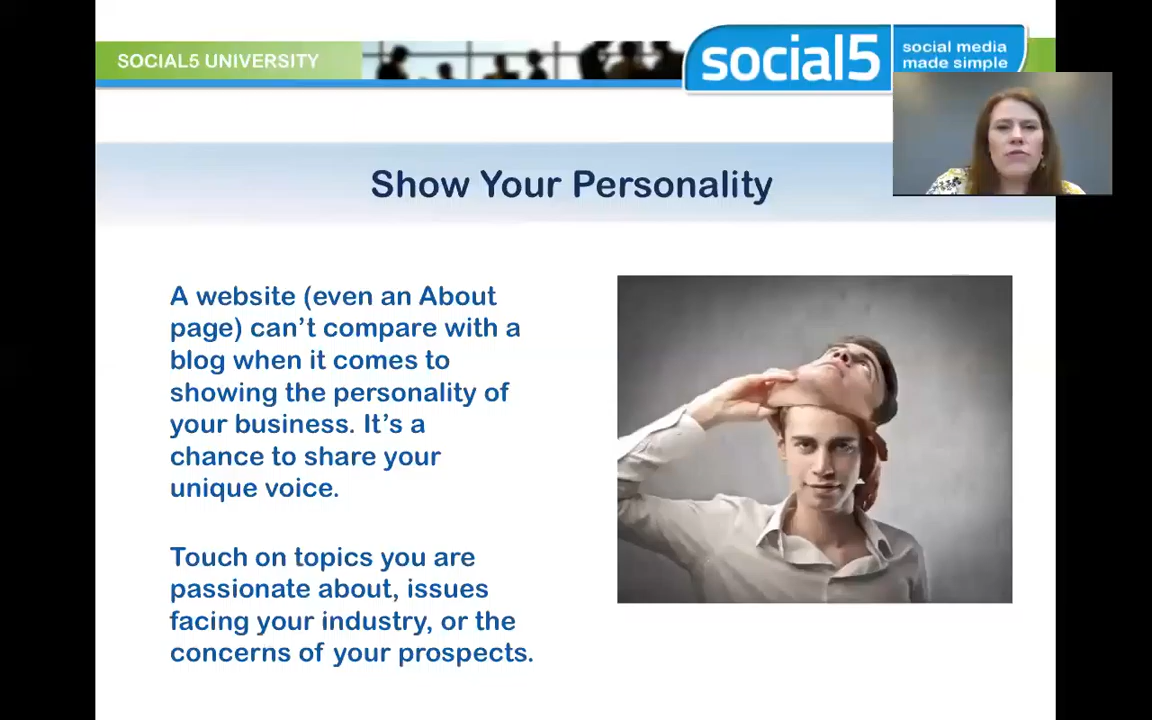 SOCIAL5 UNIVERSITY
social5
social media
made simple
Show Your Personality
A website (even an About
page) can't compare with a
blog when it comes to
showing the personality of
your business. It's a
chance to share your
unique voice.
Touch on topics you are
passionate about, issues
facing your industry, or the
concerns of your prospects.